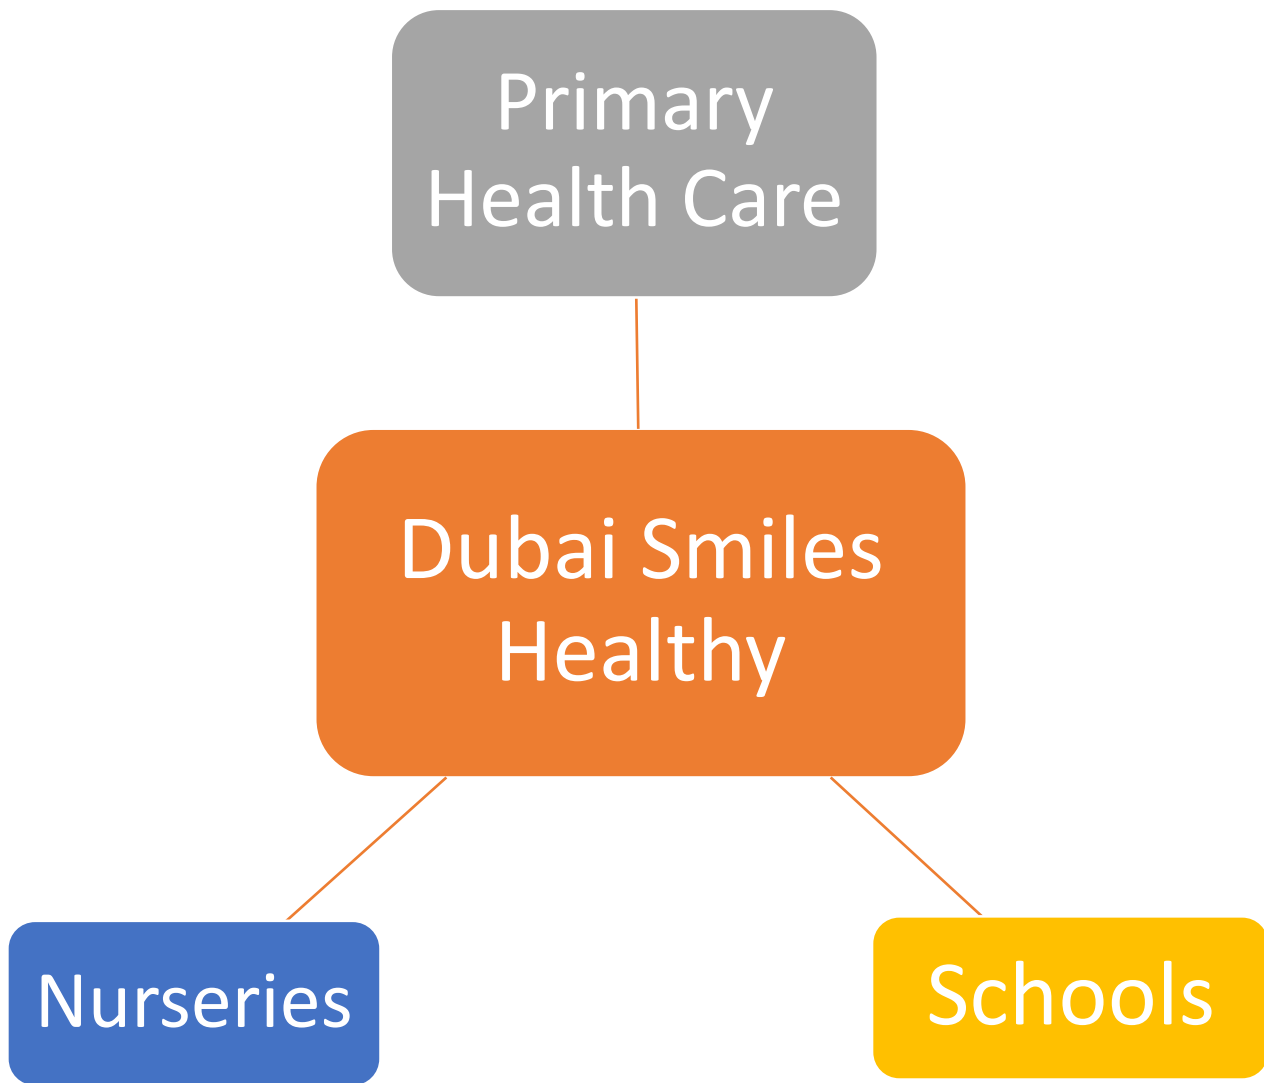 Primary
Health Care
Dubai Smiles
Healthy
Nurseries
Schools